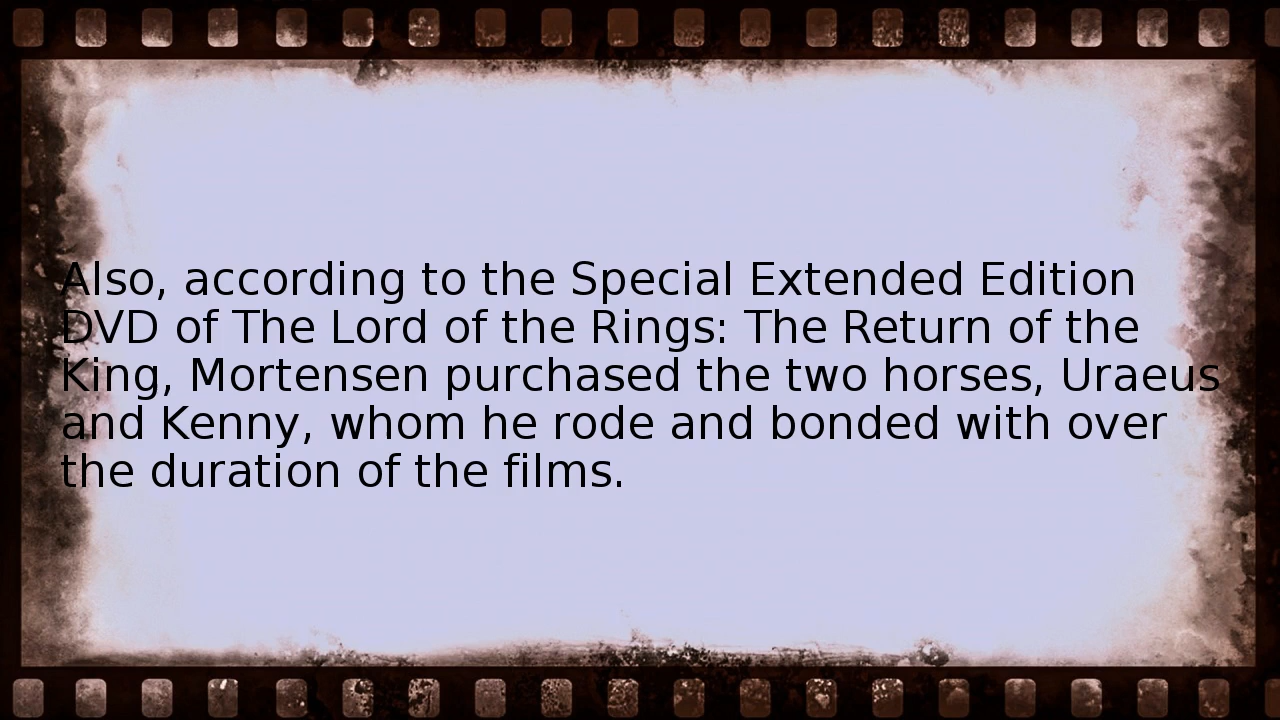 Also, according to the Special Extended Edition
DVD of The Lord of the Rings: The Return of the
King, Mortensen purchased the two horses, Uraeus
and Kenny, whom he rode and bonded with over
the duration of the films.